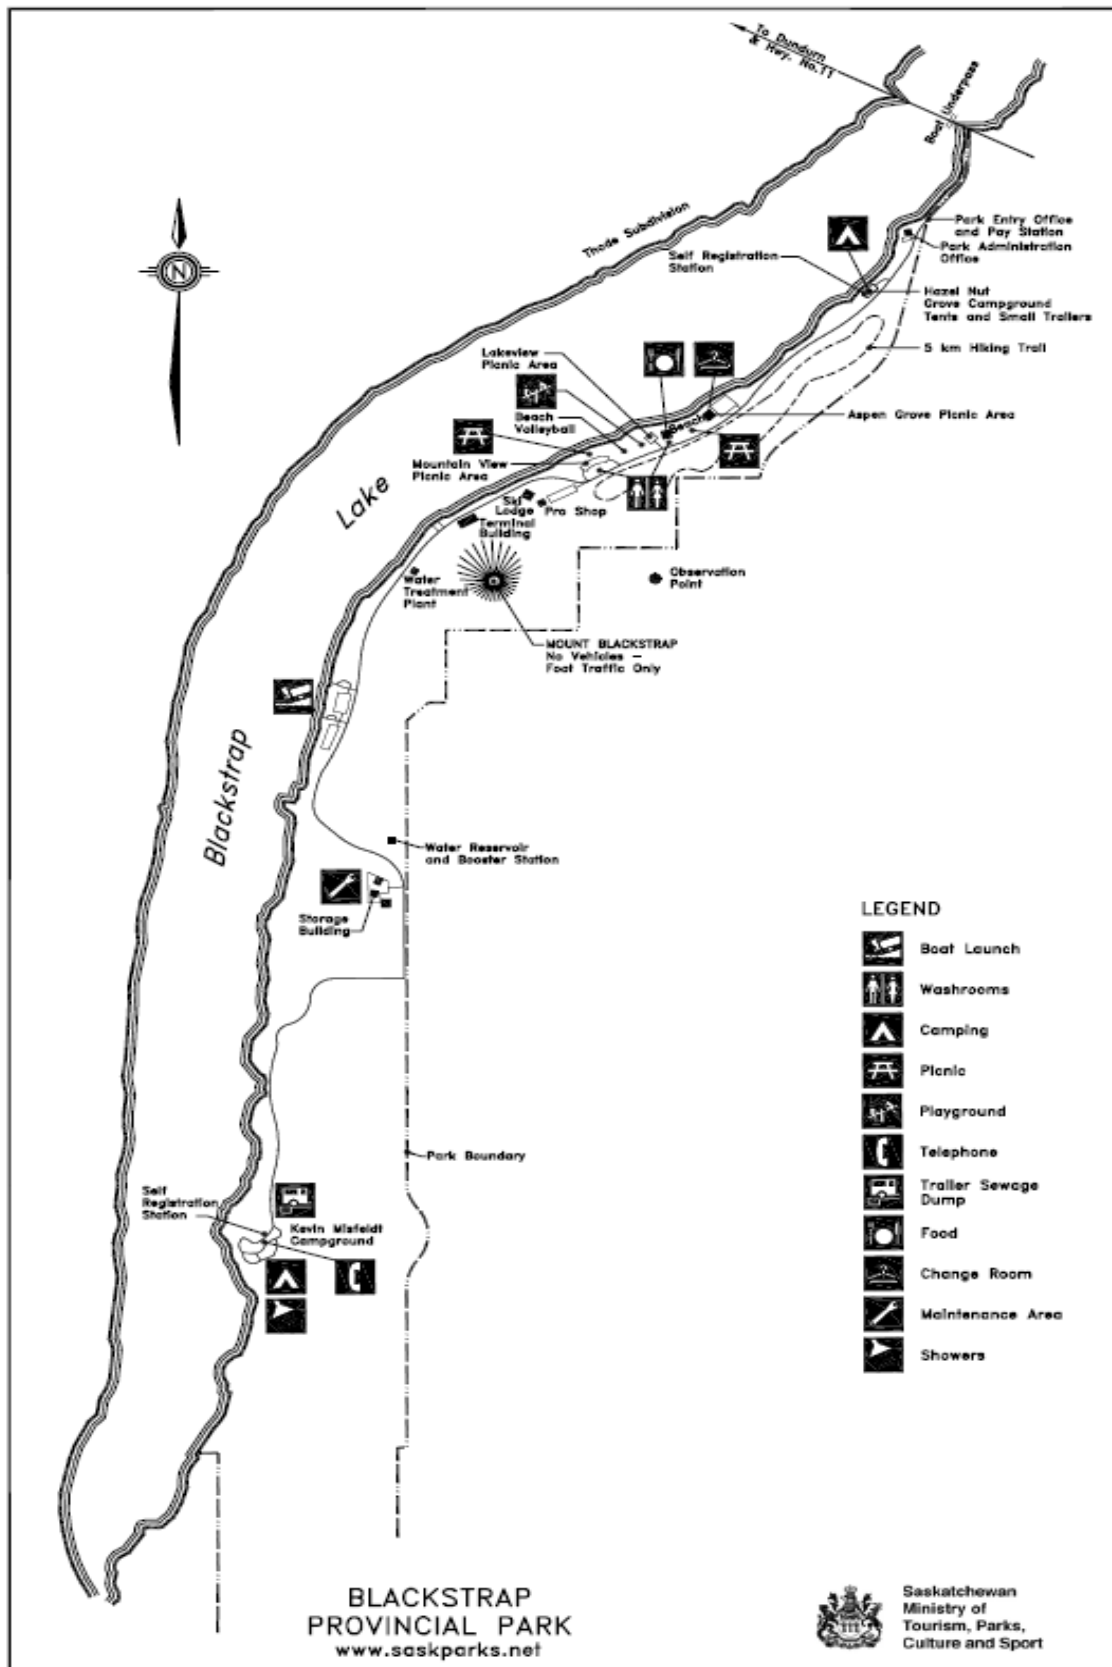 To Dundurn
& Hwy. No.11
Boat Underpass
Thode Subdivision
Park Entry Office
and Pay Station
Park Administration
Office
Self Registration
Station
Hazel Nut
Grove Campground
Tents and Small Trailers
5 km Hiking Trail
Lakeview
Picnic Area
Beach
Volleyball
Beach
Aspen Grove Picnic Area
Mountain View
Picnic Area
Ski
Lodge
Pro Shop
Terminal
Building
N
Lake
Water
Treatment
Plant
Observation
Point
MOUNT BLACKSTRAP
No Vehicles –
Foot Traffic Only
Blackstrap
Water Reservoir
and Booster Station
Storage
Building
LEGEND
Boat Launch
Washrooms
Camping
Picnic
Playground
Telephone
Trailer Sewage
Dump
Food
Change Room
Maintenance Area
Showers
Park Boundary
Self
Registration
Station
Kevin Misfeldt
Campground
BLACKSTRAP
PROVINCIAL PARK
www.saskparks.net
Saskatchewan
Ministry of
Tourism, Parks,
Culture and Sport